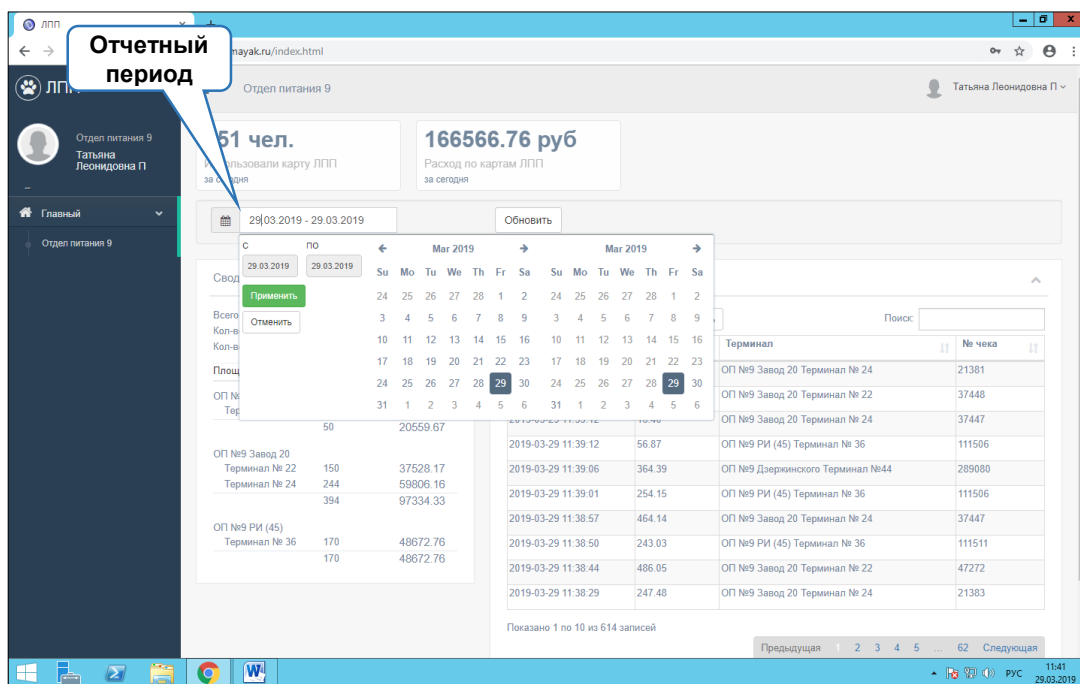 ЛПП
Отчетный
период
mayak.ru/index.html
Отдел питания 9
Татьяна Леонидовна П
Отдел питания 9
Татьяна
Леонидовна П
Главный
Отдел питания 9
51 чел.
Использовали карту ЛПП
за сегодня
166566.76 руб
Расход по картам ЛПП
за сегодня
29.03.2019 - 29.03.2019
Обновить
С ПО
29.03.2019 29.03.2019
Применить
Отменить
Mar 2019
Su Mo Tu We Th Fr Sa
24 25 26 27 28 1 2
3 4 5 6 7 8 9
10 11 12 13 14 15 16
17 18 19 20 21 22 23
24 25 26 27 28 29 30
31 1 2 3 4 5 6
Mar 2019
Su Mo Tu We Th Fr Sa
24 25 26 27 28 1 2
3 4 5 6 7 8 9
10 11 12 13 14 15 16
17 18 19 20 21 22 23
24 25 26 27 28 29 30
31 1 2 3 4 5 6
Свод
Всего
Кол-в
Кол-в
Площ
ОП №
Тер
50 20559.67
ОП №9 Завод 20
Терминал № 22 150 37528.17
Терминал № 24 244 59806.16
394 97334.33
ОП №9 РИ (45)
Терминал № 36 170 48672.76
170 48672.76
Поиск:
Терминал № чека
ОП №9 Завод 20 Терминал № 24 21381
ОП №9 Завод 20 Терминал № 22 37448
ОП №9 Завод 20 Терминал № 24 37447
2019-03-29 11:39:12 56.87 ОП №9 РИ (45) Терминал № 36 111506
2019-03-29 11:39:06 364.39 ОП №9 Дзержинского Терминал №44 289080
2019-03-29 11:39:01 254.15 ОП №9 РИ (45) Терминал № 36 111506
2019-03-29 11:38:57 464.14 ОП №9 Завод 20 Терминал № 24 37447
2019-03-29 11:38:50 243.03 ОП №9 РИ (45) Терминал № 36 111511
2019-03-29 11:38:44 486.05 ОП №9 Завод 20 Терминал № 22 47272
2019-03-29 11:38:29 247.48 ОП №9 Завод 20 Терминал № 24 21383
Показано 1 по 10 из 614 записей
Предыдущая 1 2 3 4 5 ... 62 Следующая
РУС
11:41
29.03.2019